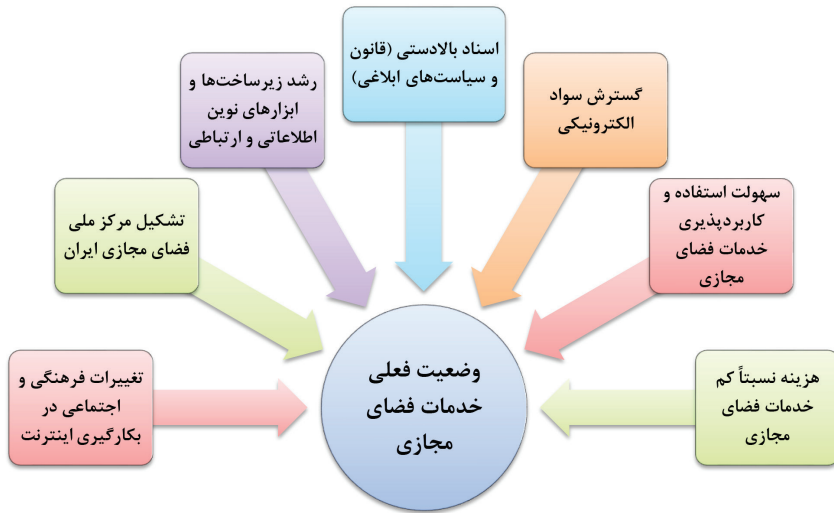 اسناد بالادستی (قانون
و سیاست‌های ابلاغی)
رشد زیرساخت‌ها و
ابزارهای نوین
اطلاعاتی و ارتباطی
گسترش سواد
الکترونیکی
تشکیل مرکز ملی
فضای مجازی ایران
سهولت استفاده و
کاربردپذیری
خدمات فضای
مجازی
تغییرات فرهنگی و
اجتماعی در
بکارگیری اینترنت
هزینه نسبتاً کم
خدمات فضای
مجازی
وضعیت فعلی
خدمات فضای
مجازی